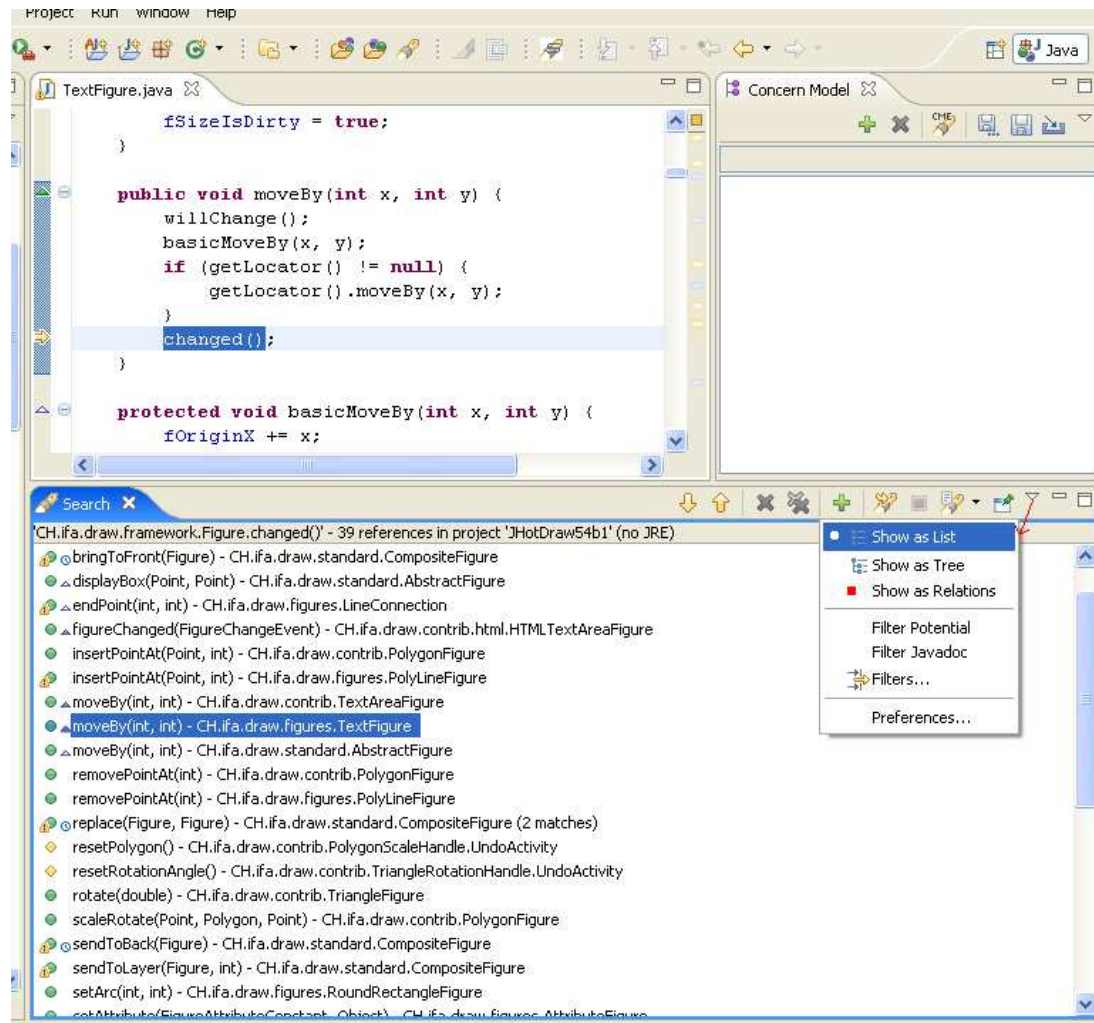 Project Run Window Help
Java
TextFigure.java
Concern Model
CME
fSizeIsDirty = true;
}
public void moveBy(int x, int y) {
willChange();
basicMoveBy(x, y);
if (getLocator() != null) {
getLocator().moveBy(x, y);
}
changed();
}
protected void basicMoveBy(int x, int y) {
fOriginX += x;
Search
'CH.ifa.draw.framework.Figure.changed()' - 39 references in project 'JHotDraw54b1' (no JRE)
bringToFront(Figure) - CH.ifa.draw.standard.CompositeFigure
displayBox(Point, Point) - CH.ifa.draw.standard.AbstractFigure
endPoint(int, int) - CH.ifa.draw.figures.LineConnection
figureChanged(FigureChangeEvent) - CH.ifa.draw.contrib.html.HTMLTextAreaFigure
insertPointAt(Point, int) - CH.ifa.draw.contrib.PolygonFigure
insertPointAt(Point, int) - CH.ifa.draw.figures.PolyLineFigure
moveBy(int, int) - CH.ifa.draw.contrib.TextAreaFigure
moveBy(int, int) - CH.ifa.draw.figures.TextFigure
moveBy(int, int) - CH.ifa.draw.standard.AbstractFigure
removePointAt(int) - CH.ifa.draw.contrib.PolygonFigure
removePointAt(int) - CH.ifa.draw.figures.PolyLineFigure
replace(Figure, Figure) - CH.ifa.draw.standard.CompositeFigure (2 matches)
resetPolygon() - CH.ifa.draw.contrib.PolygonScaleHandle.UndoActivity
resetRotationAngle() - CH.ifa.draw.contrib.TriangleRotationHandle.UndoActivity
rotate(double) - CH.ifa.draw.contrib.TriangleFigure
scaleRotate(Point, Polygon, Point) - CH.ifa.draw.contrib.PolygonFigure
sendToBack(Figure) - CH.ifa.draw.standard.CompositeFigure
sendToLayer(Figure, int) - CH.ifa.draw.standard.CompositeFigure
setArc(int, int) - CH.ifa.draw.figures.RoundRectangleFigure
setAttribute(FigureAttributeConstant, Object) - CH.ifa.draw.figures.AttributeFigure
Show as List
Show as Tree
Show as Relations
Filter Potential
Filter Javadoc
Filters...
Preferences...